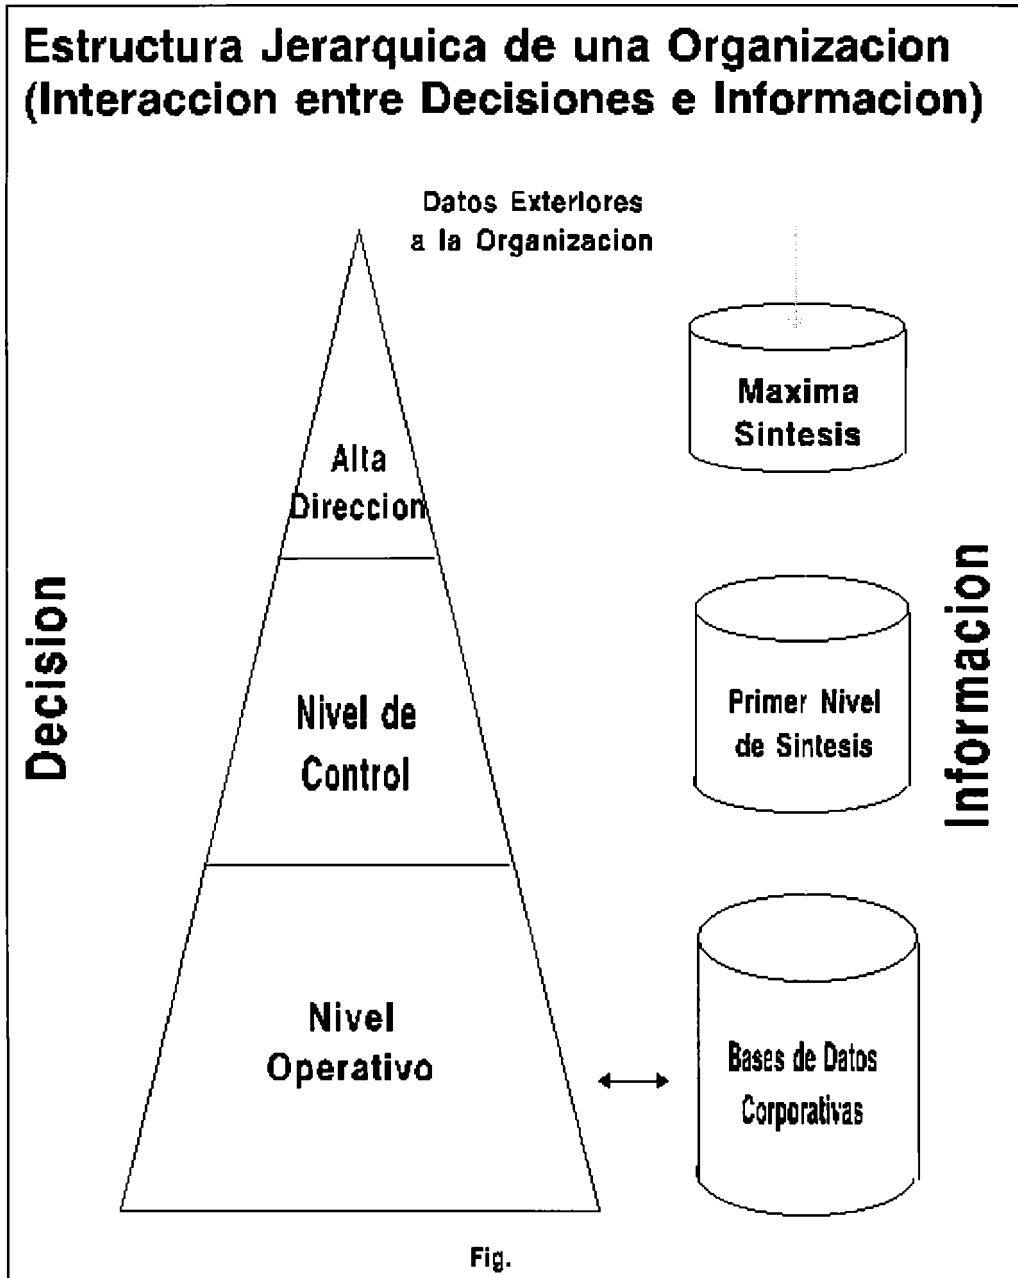 Estructura Jerarquica de una Organizacion
(Interaccion entre Decisiones e Informacion)
Datos Exteriores
a la Organizacion
Maxima
Sintesis
Alta
Direccion
Decision
Informacion
Nivel de
Control
Primer Nivel
de Sintesis
Nivel
Operativo
Bases de Datos
Corporativas
Fig.